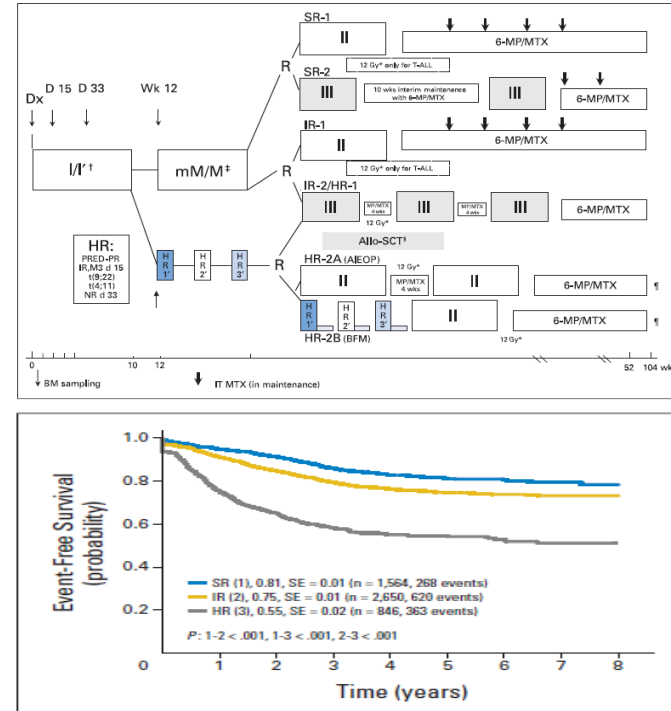 SR-1
II
6-MP/MTX
12 Gy* only for T-ALL
R
SR-2
III
10 wks interim maintenance
with 6-MP/MTX
III
6-MP/MTX
Dx
D 15
D 33
Wk 12
I/I' †
mM/M‡
IR-1
II
6-MP/MTX
12 Gy* only for T-ALL
R
IR-2/HR-1
III
MP/MTX
III
MP/MTX
4 wks
III
6-MP/MTX
12 Gy*
Allo-SCT§
HR:
PRED-PR
IR,M3 d 15
t(9;22)
t(4;11)
NR d 33
H
R
1'
H
R
2'
H
R
3'
R
HR-2A (AIEOP)
II
12 Gy*
MP/MTX
4 wks
II
6-MP/MTX
¶
H
R
1'
H
R
2'
H
R
3'
II
6-MP/MTX
¶
HR-2B (BFM)
12 Gy*
0
10
12
52
104 wk
BM sampling
IT MTX (in maintenance)
Event-Free Survival
(probability)
1.0
0.8
0.6
0.4
0.2
SR (1), 0.81, SE = 0.01 (n = 1,564, 268 events)
IR (2), 0.75, SE = 0.01 (n = 2,650, 620 events)
HR (3), 0.55, SE = 0.02 (n = 846, 363 events)
P: 1-2 < .001, 1-3 < .001, 2-3 < .001
0
1
2
3
4
5
6
7
8
Time (years)